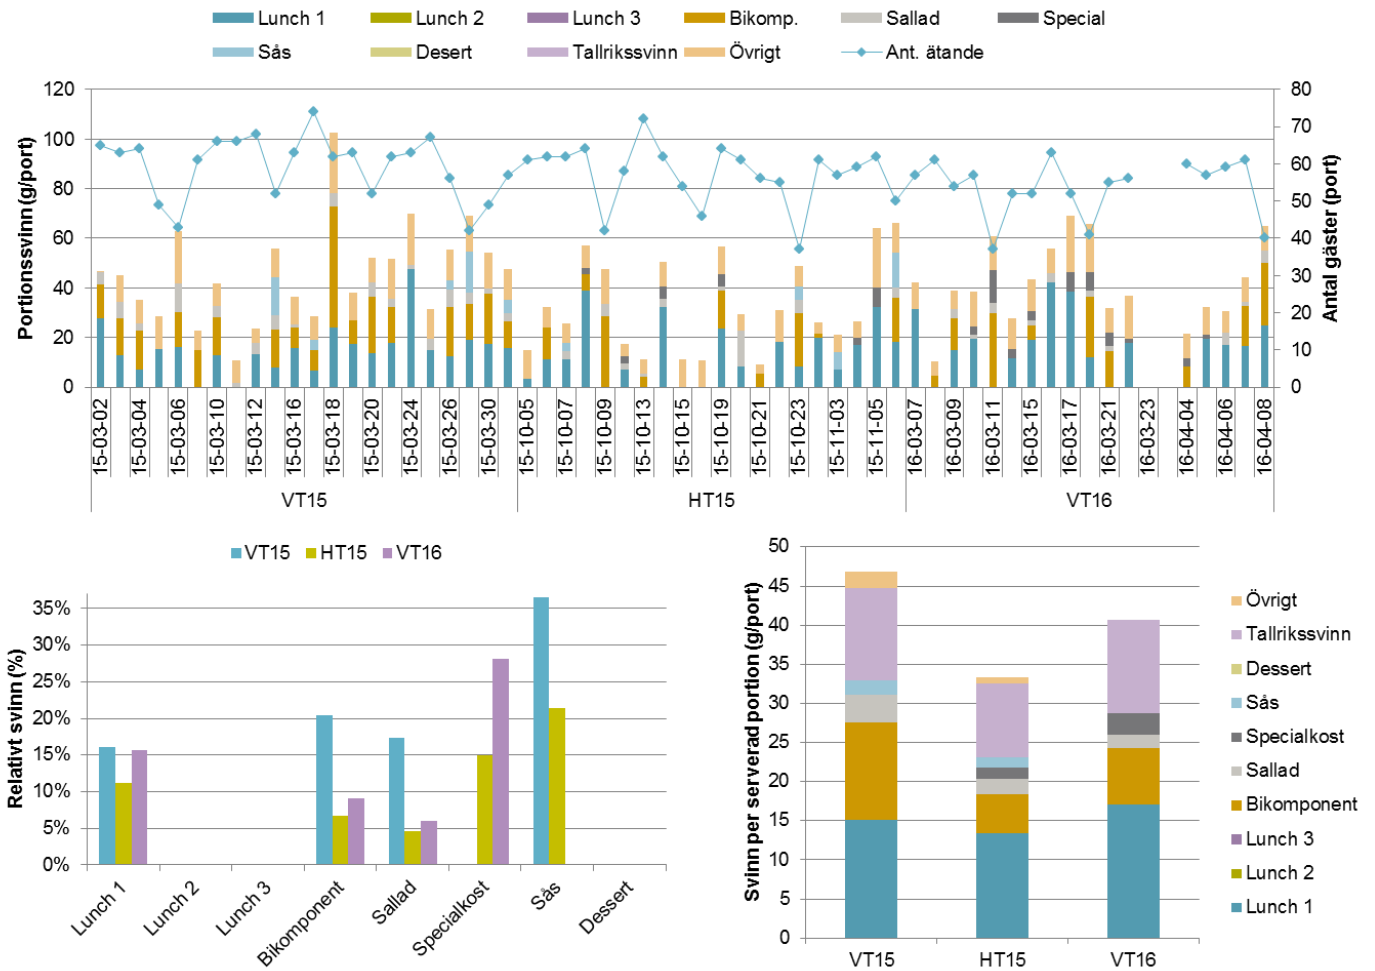 Lunch 1 Lunch 2 Lunch 3 Bikomp. Sallad Special
Sås Desert Tallrikssvinn Övrigt Ant. ätande
Portionssvinn (g/port)
120
100
80
60
40
20
0
80
70
60
50
40
30
20
10
0
Antal gäster (port)
15-03-02
15-03-04
15-03-06
15-03-10
15-03-12
15-03-16
15-03-18
15-03-20
15-03-24
15-03-26
15-03-30
15-10-05
15-10-07
15-10-09
15-10-13
15-10-15
15-10-19
15-10-21
15-10-23
15-11-03
15-11-05
16-03-07
16-03-09
16-03-11
16-03-15
16-03-17
16-03-21
16-03-23
16-04-04
16-04-06
16-04-08
VT15 HT15 VT16
VT15 HT15 VT16
Relativt svinn (%)
35%
30%
25%
20%
15%
10%
5%
0%
Lunch 1
Lunch 2
Lunch 3
Bikomponent
Sallad
Specialkost
Sås
Dessert
Svinn per serverad portion (g/port)
50
45
40
35
30
25
20
15
10
5
0
VT15 HT15 VT16
Övrigt
Tallrikssvinn
Dessert
Sås
Specialkost
Sallad
Bikomponent
Lunch 3
Lunch 2
Lunch 1